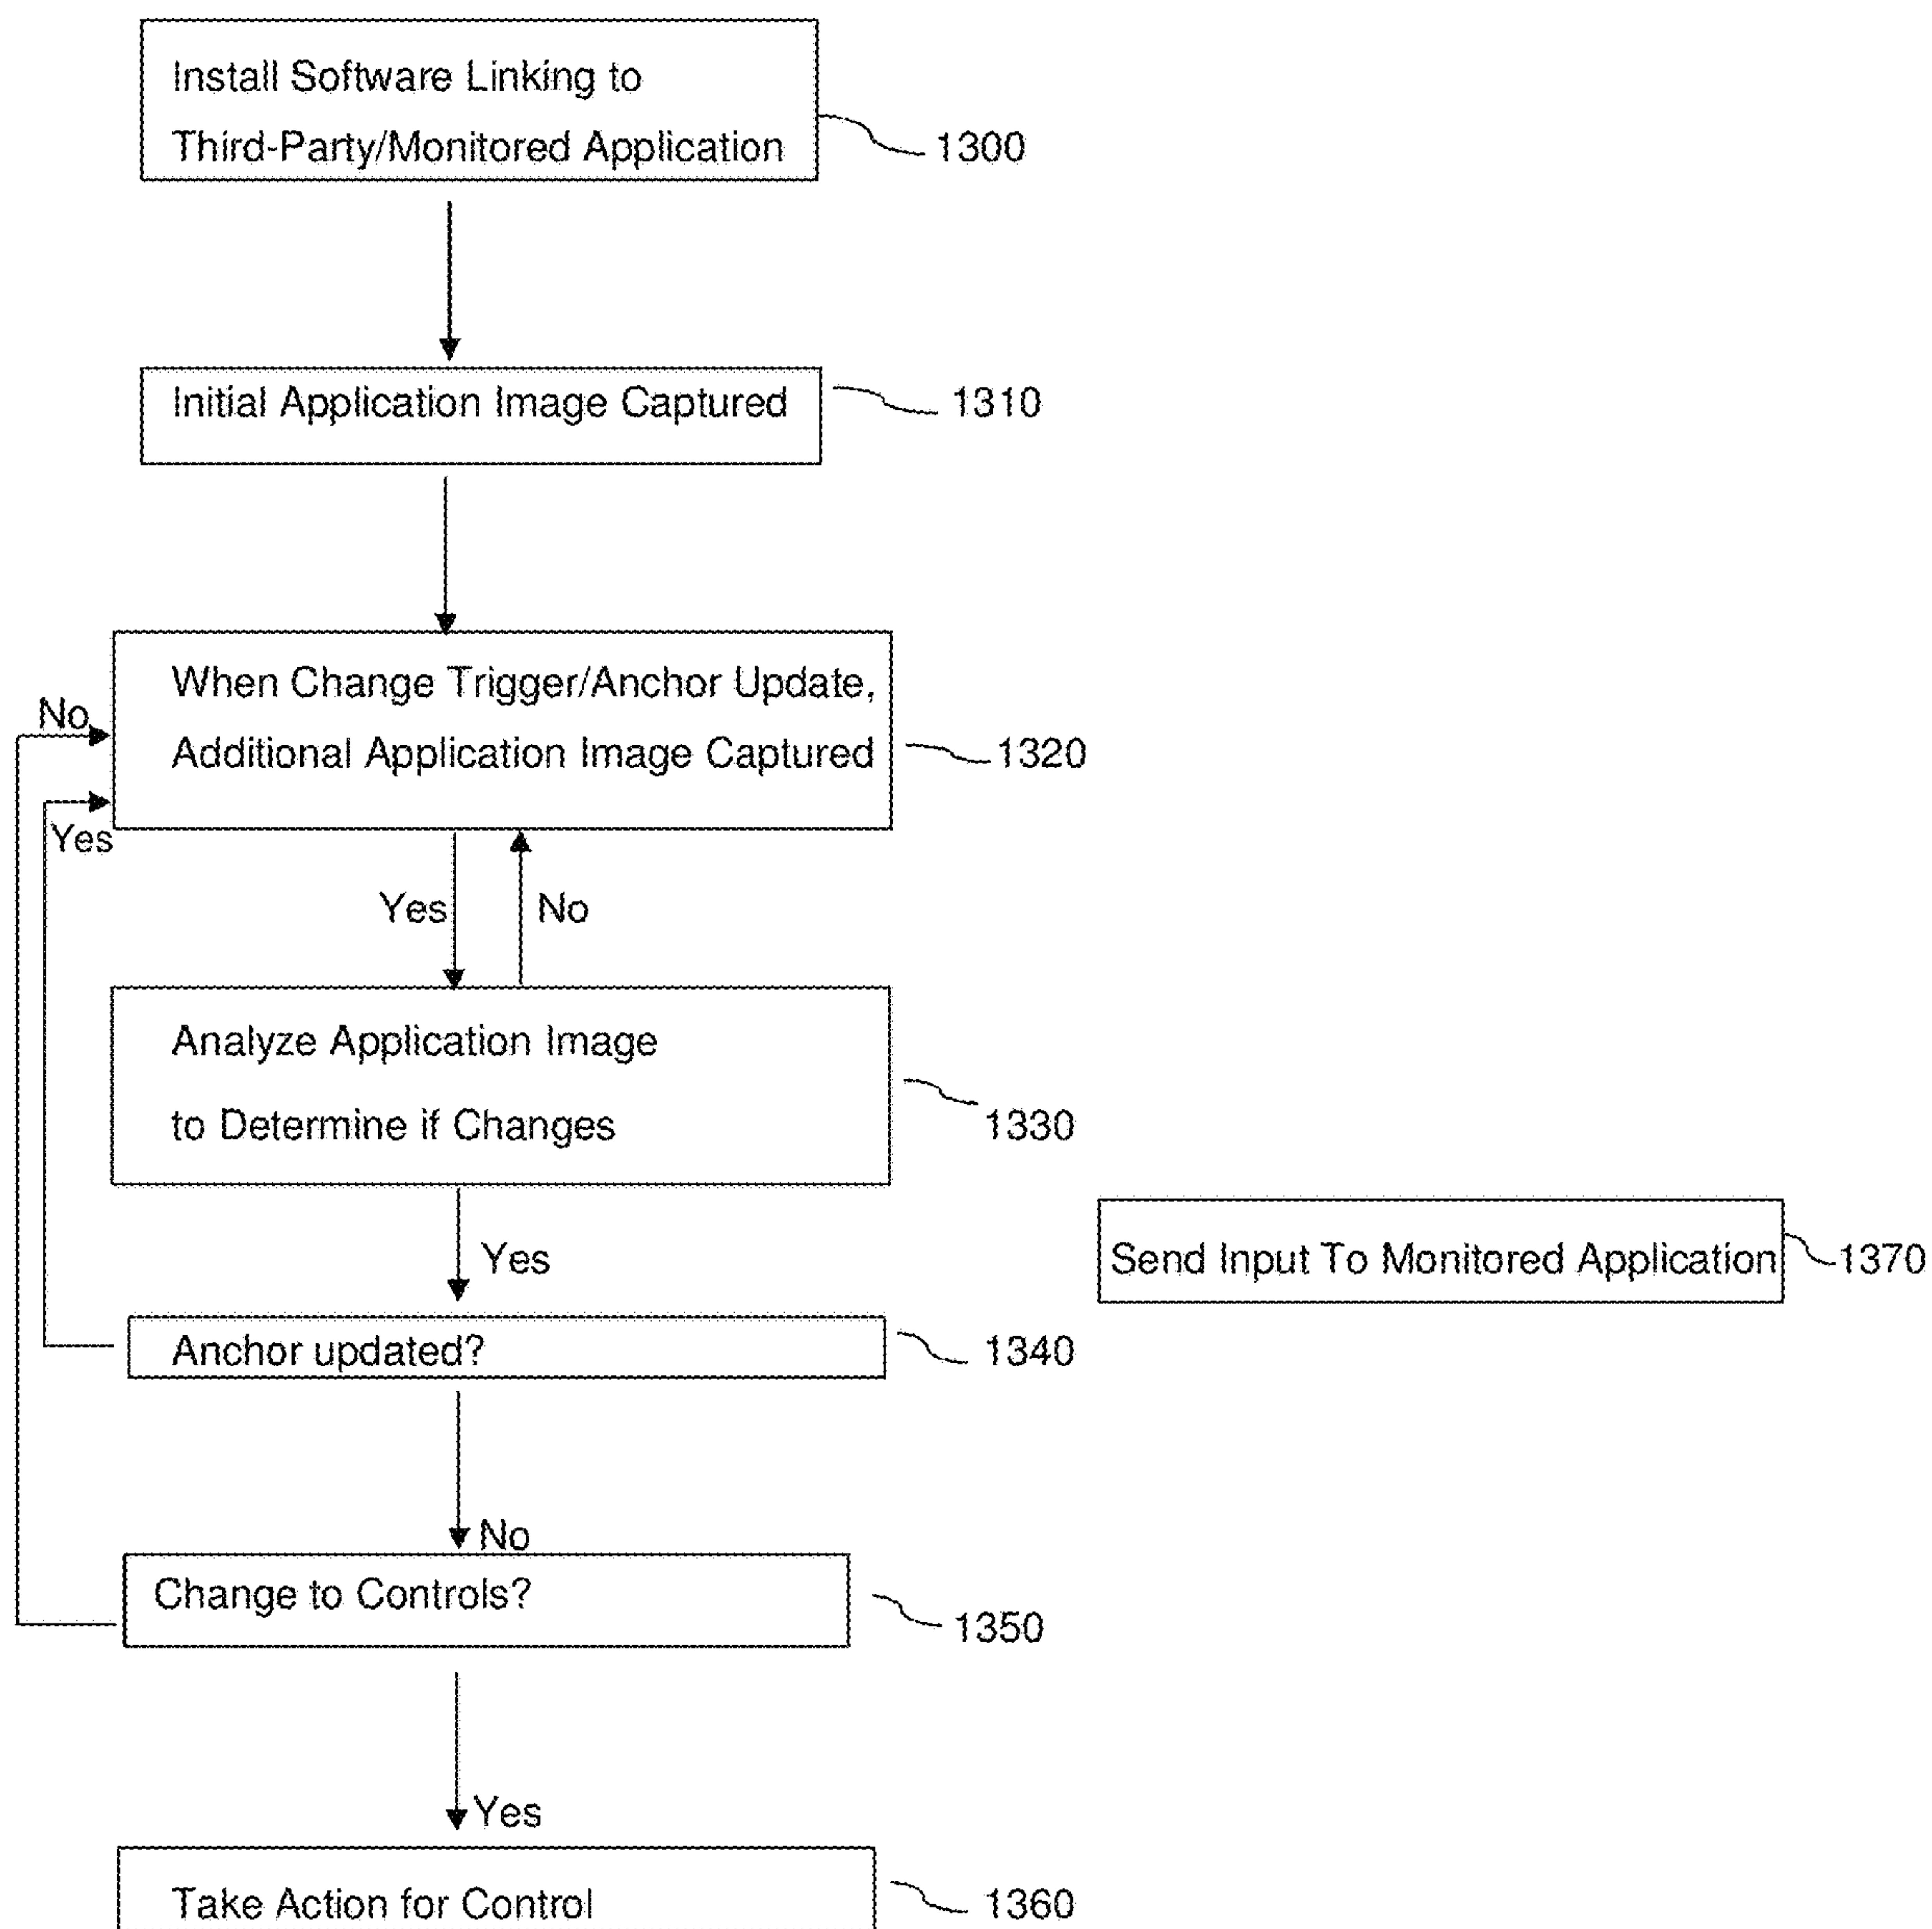 Install Software Linking to
Third-Party/Monitored Application
1300
Initial Application Image Captured
1310
When Change Trigger/Anchor Update,
Additional Application Image Captured
1320
No
Yes
Yes
No
Analyze Application Image
to Determine if Changes
1330
Yes
Send Input To Monitored Application
1370
Anchor updated?
1340
No
Change to Controls?
1350
Yes
Take Action for Control
1360